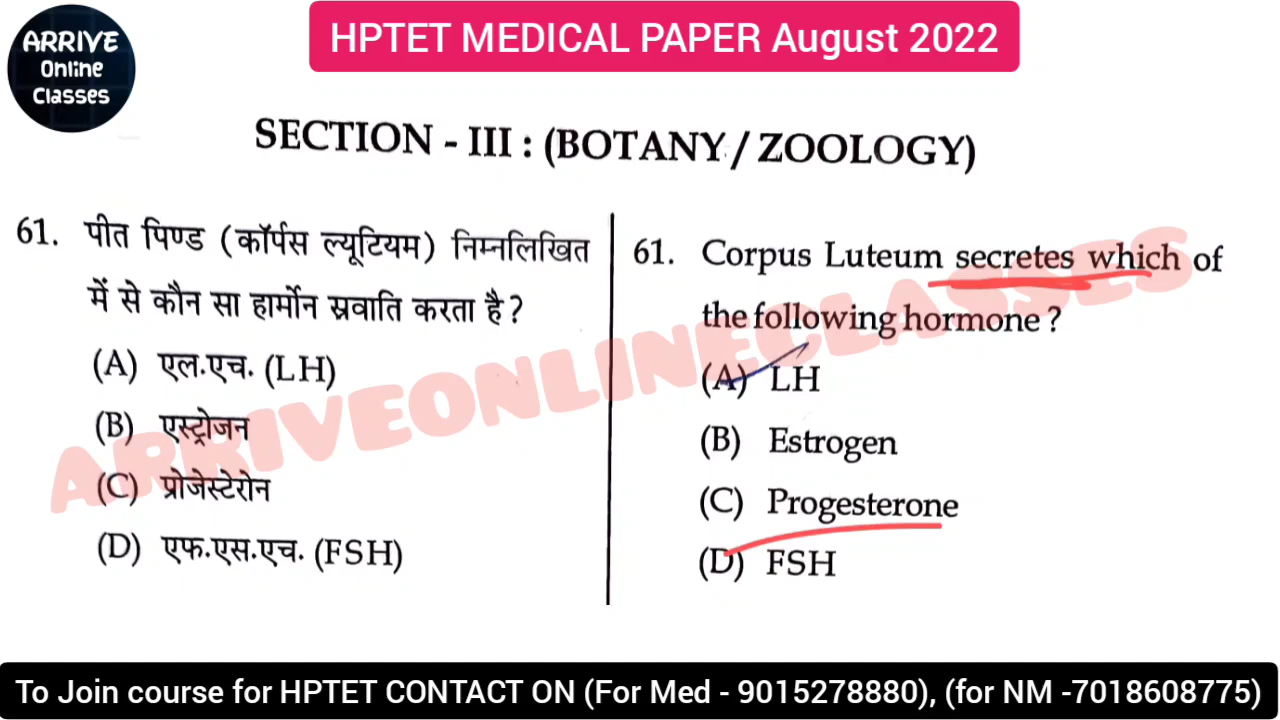 ARRIVE
Online
Classes
HPTET MEDICAL PAPER August 2022
SECTION - III : (BOTANY / ZOOLOGY)
61. पीत पिण्ड (कॉर्पस ल्यूटियम) निम्नलिखित
में से कौन सा हार्मोन स्रवाति करता है?
(A) एल.एच. (LH)
(B) एस्ट्रोजन
(C) प्रोजेस्टेरोन
(D) एफ.एस.एच. (FSH)
61. Corpus Luteum secretes which of
the following hormone ?
(A) LH
(B) Estrogen
(C) Progesterone
(D) FSH
ARRIVEONLINECLASSES
To Join course for HPTET CONTACT ON (For Med - 9015278880), (for NM -7018608775)